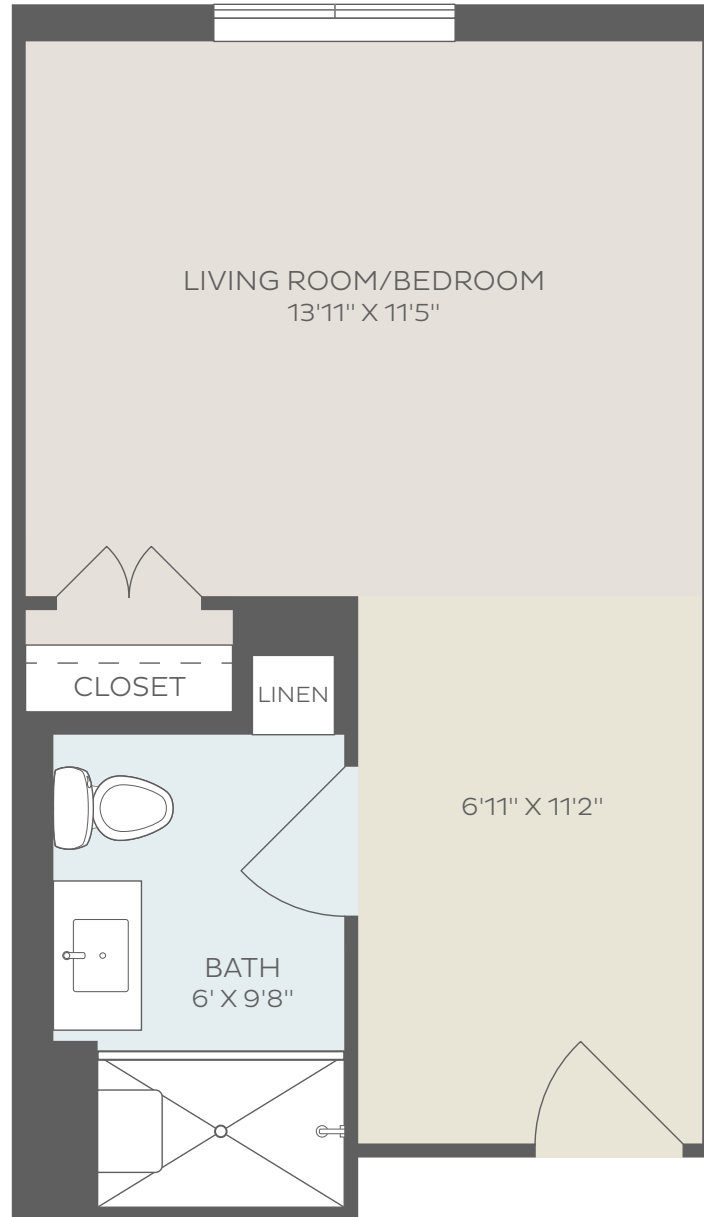 LIVING ROOM/BEDROOM
13'11" X 11'5"
CLOSET
LINEN
6'11" X 11'2"
BATH
6' X 9'8"